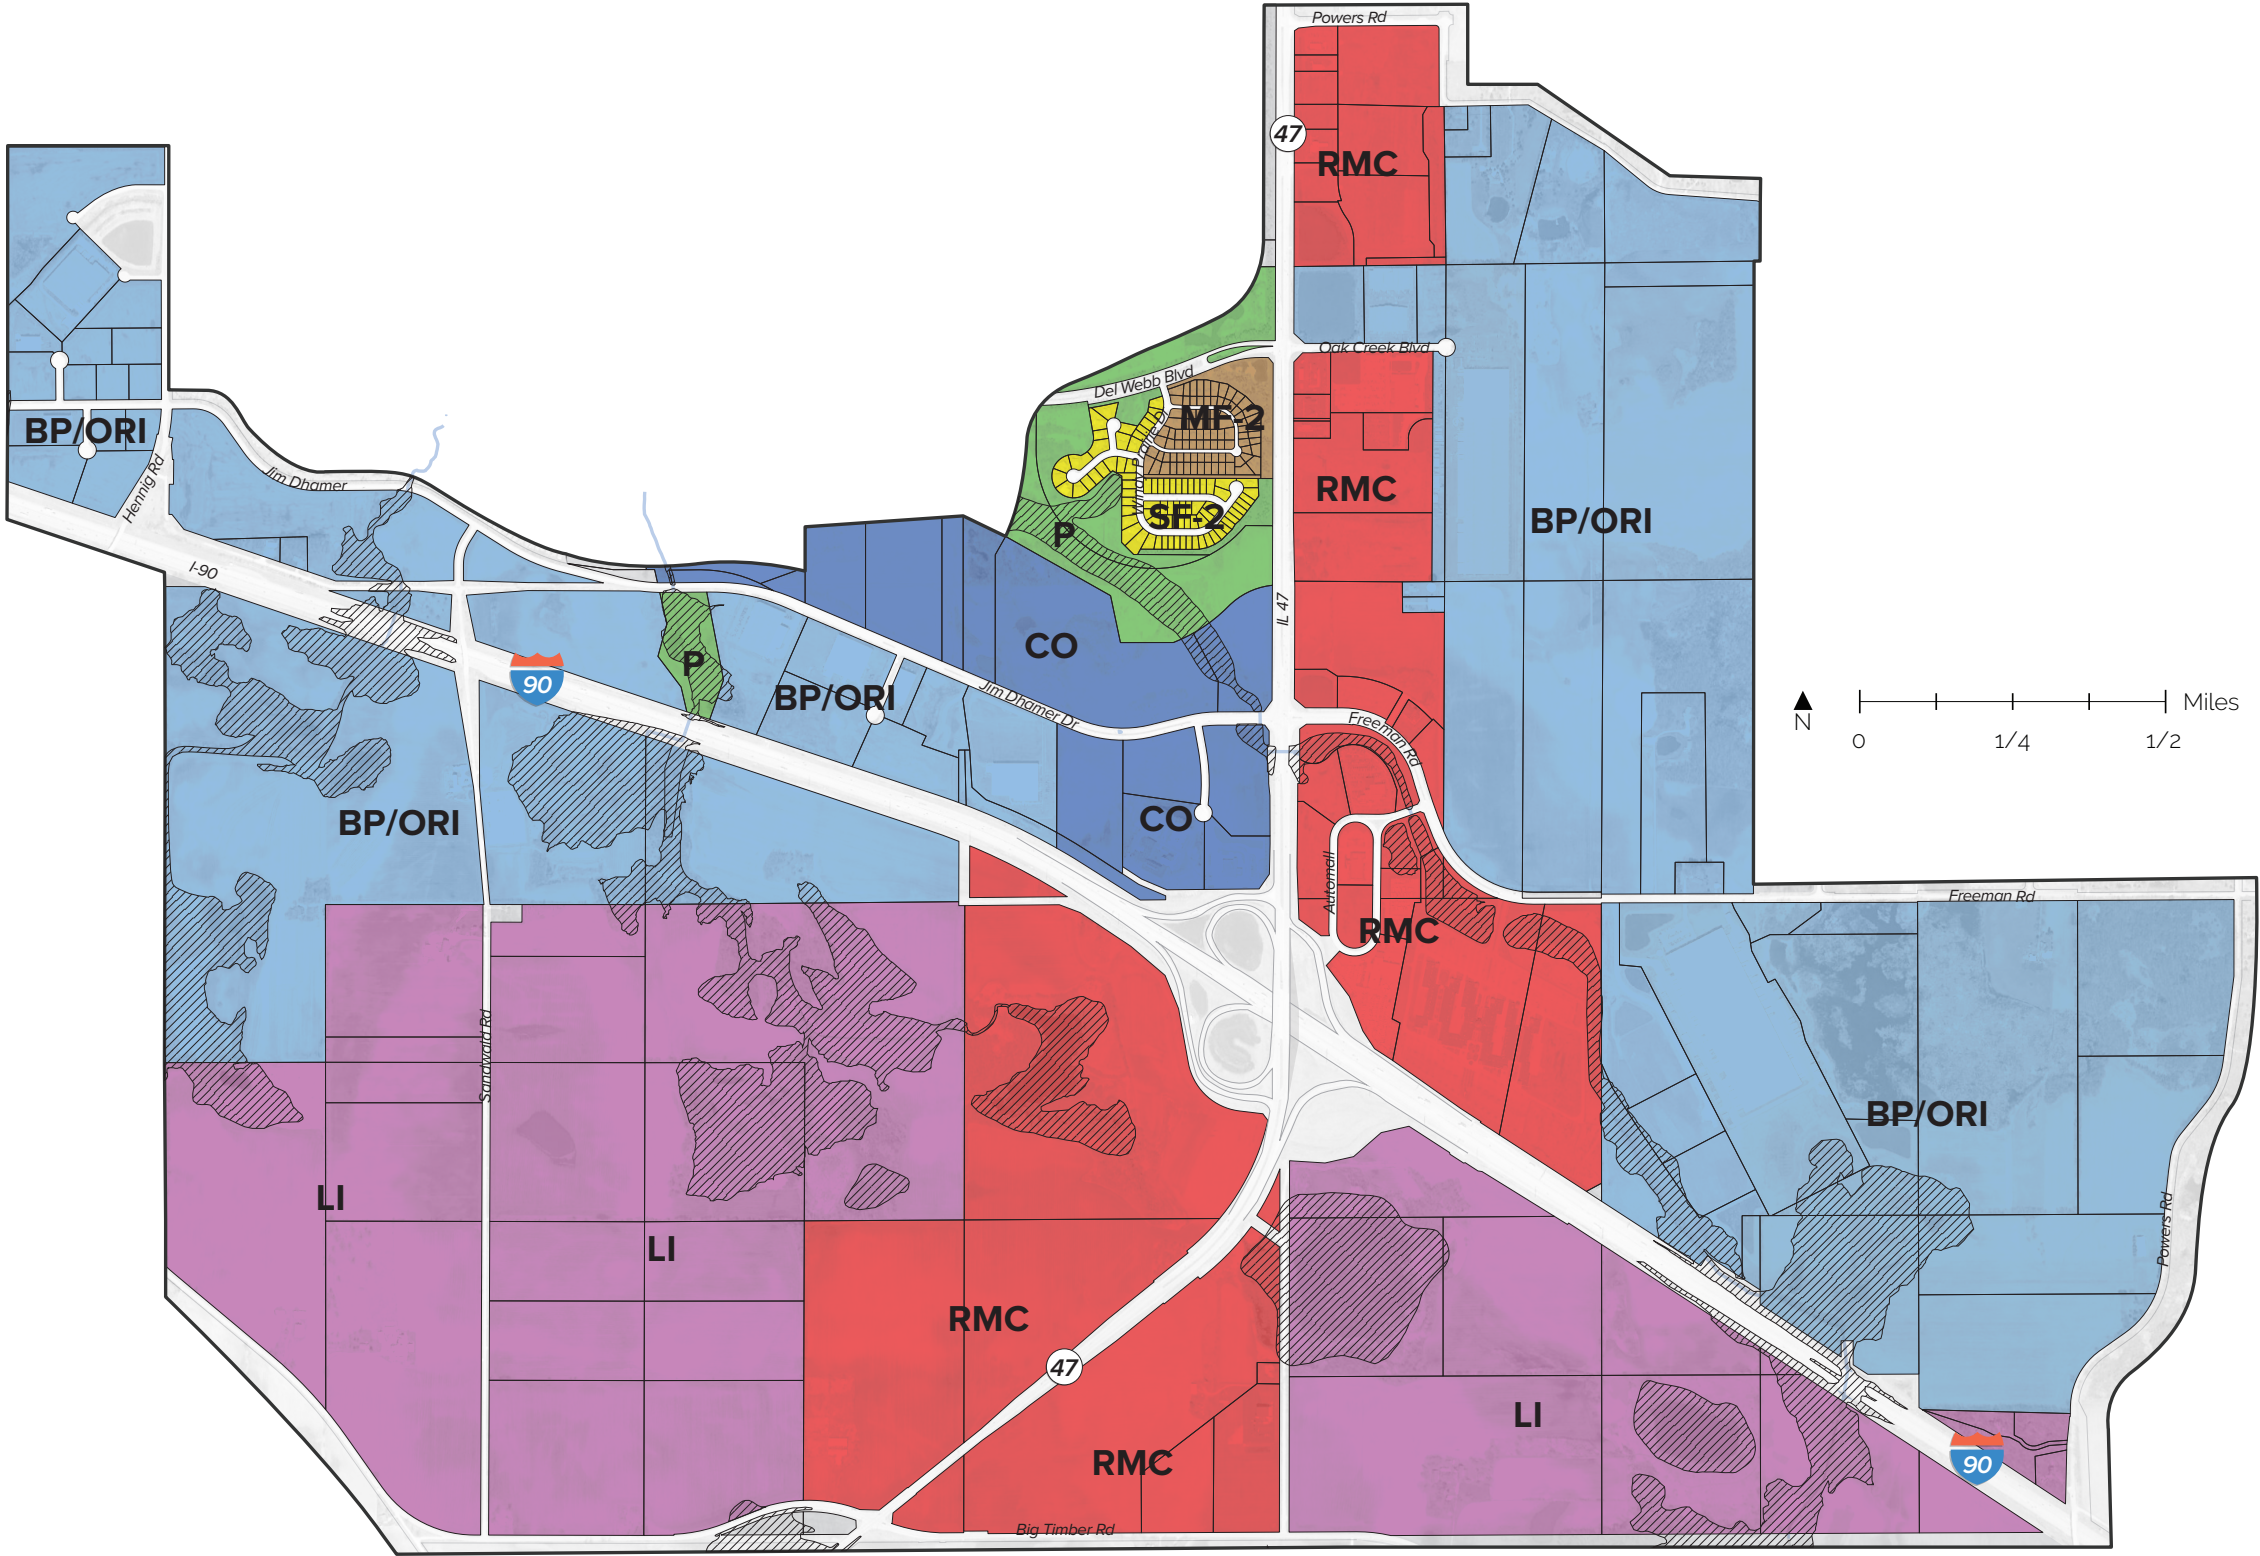 Powers Rd
47
RMC
Oak Creek Blvd
Del Webb Blvd
MF-2
BP/ORI
Hennig Rd
Jim Dhamer
RMC
SF-2
P
BP/ORI
I-90
IL 47
CO
P
90
BP/ORI
Jim Dhamer Dr
Freeman Rd
N
Miles
0
1/4
1/2
BP/ORI
CO
Automall
Freeman Rd
RMC
Sandwald Rd
BP/ORI
LI
LI
Powers Rd
RMC
47
LI
RMC
90
Big Timber Rd